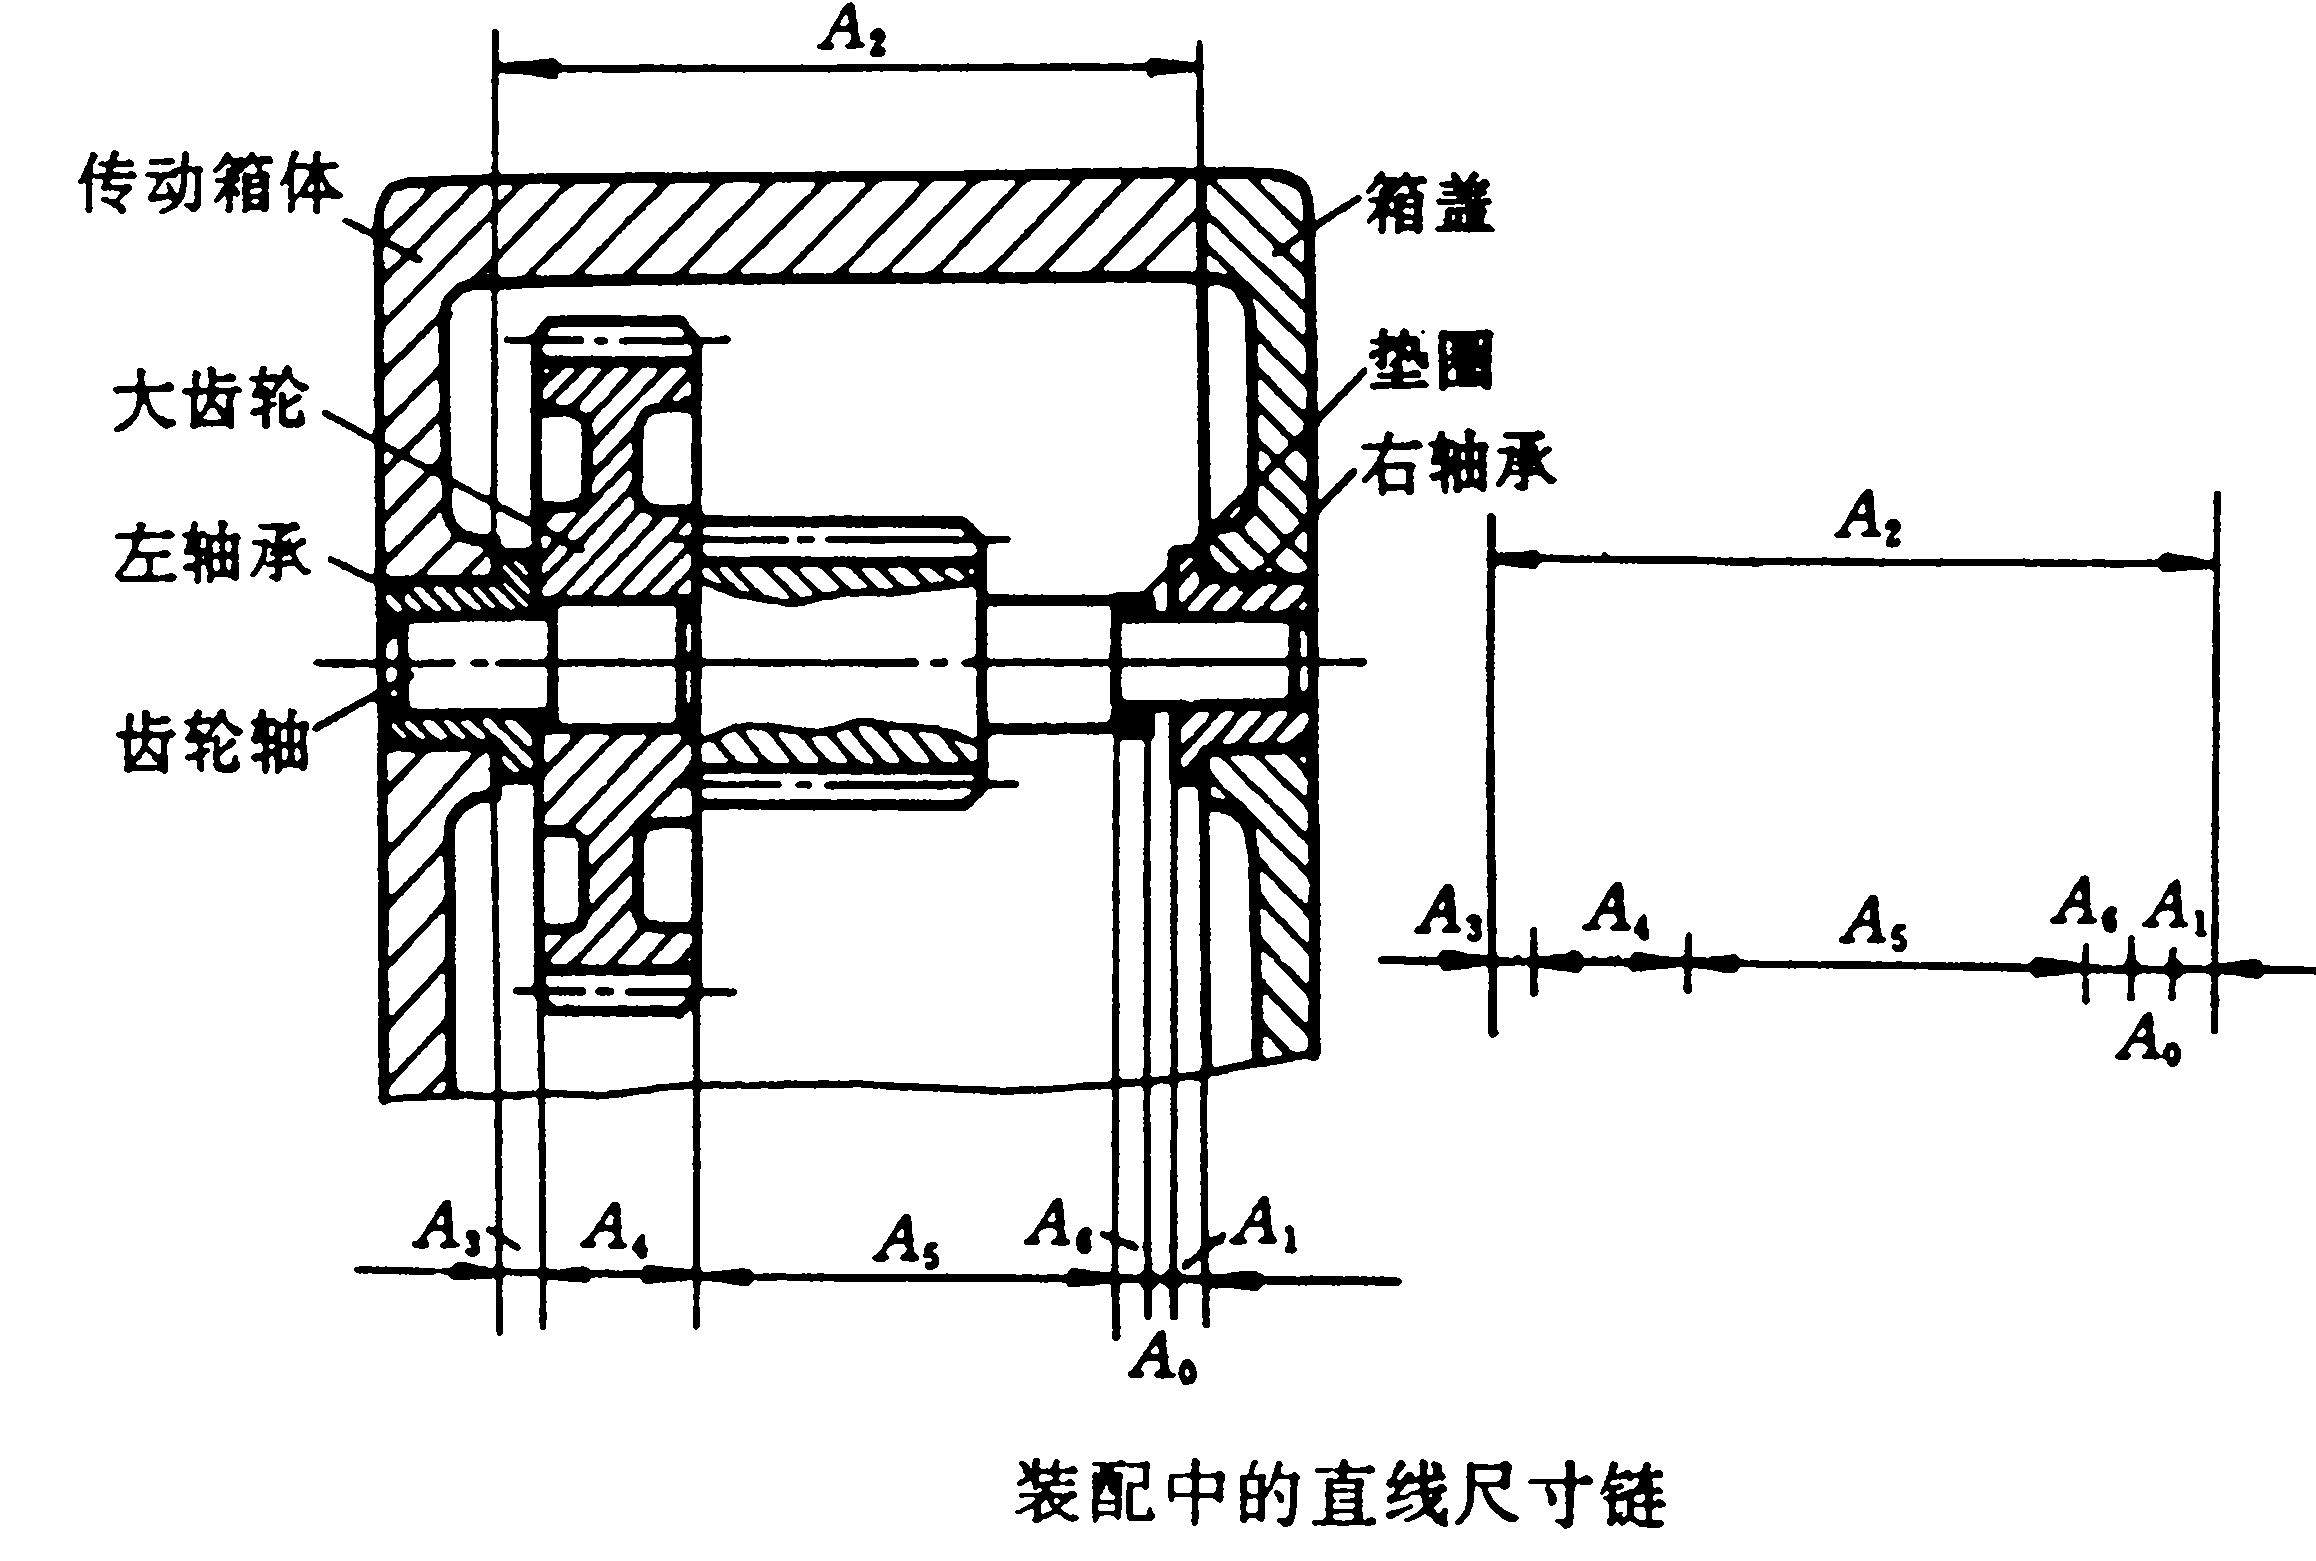 A₂
传动箱体
箱盖
垫圈
大齿轮
右轴承
左轴承
齿轮轴
A₂
A₃ A₄ A₅ A₆ A₁
A₀
A₃ A₄ A₅ A₆ A₁
A₀
装配中的直线尺寸链